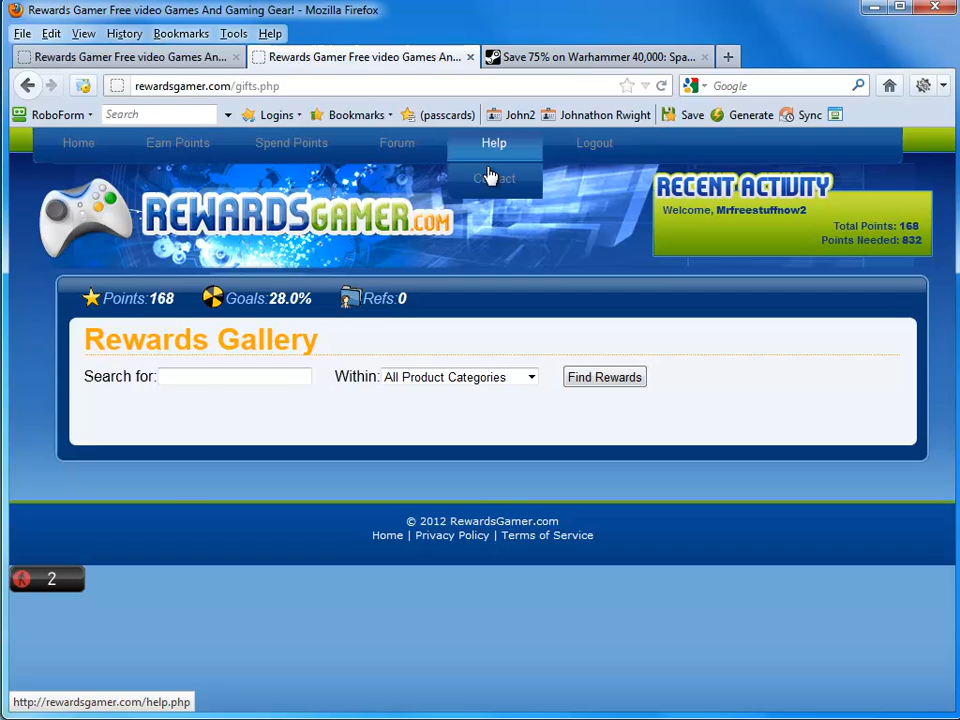 Rewards Gamer Free video Games And Gaming Gear! - Mozilla Firefox
File Edit View History Bookmarks Tools Help
Rewards Gamer Free video Games An... × Rewards Gamer Free video Games An... × Save 75% on Warhammer 40,000: Spa... ×
rewardsgamer.com/gifts.php Google
RoboForm Search Logins Bookmarks (passcards) John2 Johnathon Rwight Save Generate Sync
Home Earn Points Spend Points Forum Help Logout
Contact
REWARDSGAMER.COM
RECENT ACTIVITY
Welcome, Mrfreestuffnow2
Total Points: 168
Points Needed: 832
Points:168 Goals:28.0% Refs:0
Rewards Gallery
Search for: Within: All Product Categories Find Rewards
© 2012 RewardsGamer.com
Home | Privacy Policy | Terms of Service
2
http://rewardsgamer.com/help.php